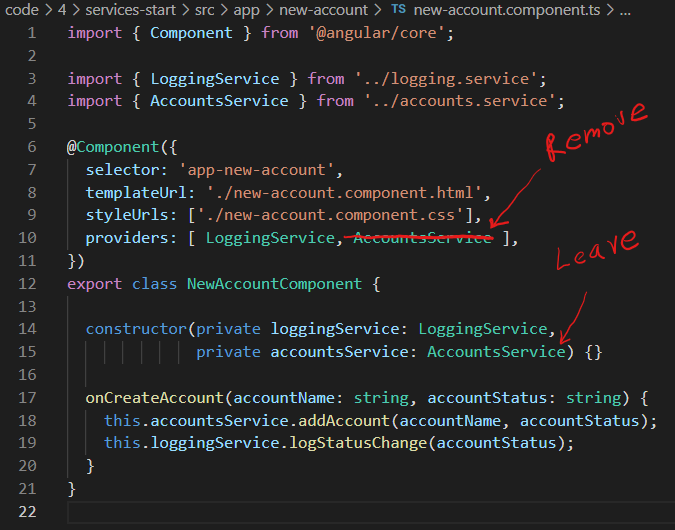 code > 4 > services-start > src > app > new-account > TS new-account.component.ts > ...
1 import { Component } from '@angular/core';
2
3 import { LoggingService } from '../logging.service';
4 import { AccountsService } from '../accounts.service';
5
Remove
6 @Component({
7 selector: 'app-new-account',
8 templateUrl: './new-account.component.html',
9 styleUrls: ['./new-account.component.css'],
10 providers: [ LoggingService, AccountsService ],
Leave
11 })
12 export class NewAccountComponent {
13
14 constructor(private loggingService: LoggingService,
15 private accountsService: AccountsService) {}
16
17 onCreateAccount(accountName: string, accountStatus: string) {
18 this.accountsService.addAccount(accountName, accountStatus);
19 this.loggingService.logStatusChange(accountStatus);
20 }
21 }
22